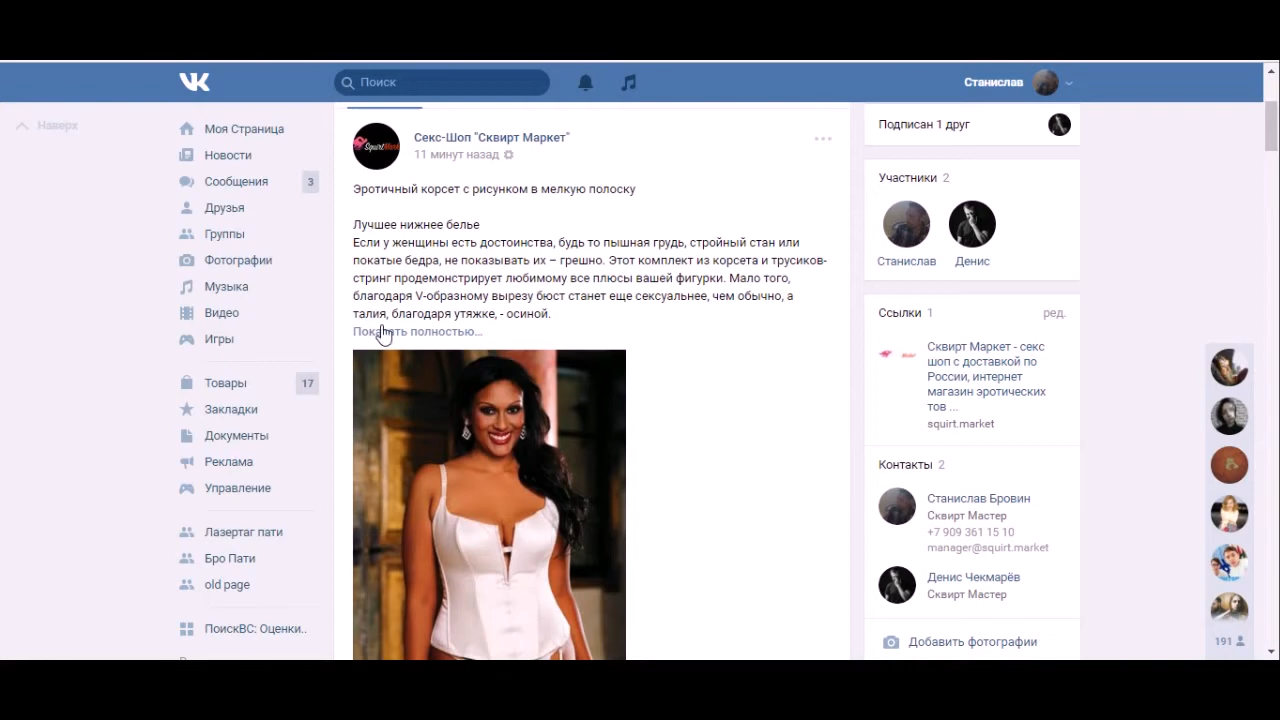 Поиск
Станислав
Наверх
Моя Страница
Новости
Сообщения 3
Друзья
Группы
Фотографии
Музыка
Видео
Игры
Товары 17
Закладки
Документы
Реклама
Управление
Лазертаг пати
Бро Пати
old page
ПоискВС: Оценки..
Секс-Шоп "Сквирт Маркет"
11 минут назад
Эротичный корсет с рисунком в мелкую полоску
Лучшее нижнее белье
Если у женщины есть достоинства, будь то пышная грудь, стройный стан или
покатые бедра, не показывать их – грешно. Этот комплект из корсета и трусиков-
стринг продемонстрирует любимому все плюсы вашей фигурки. Мало того,
благодаря V-образному вырезу бюст станет еще сексуальнее, чем обычно, а
талия, благодаря утяжке, - осиной.
Показать полностью…
Подписан 1 друг
Участники 2
Станислав
Денис
Ссылки 1
ред.
Сквирт Маркет - секс
шоп с доставкой по
России, интернет
магазин эротических
тов ...
squirt.market
Контакты 2
Станислав Бровин
Сквирт Мастер
+7 909 361 15 10
manager@squirt.market
Денис Чекмарёв
Сквирт Мастер
Добавить фотографии
191